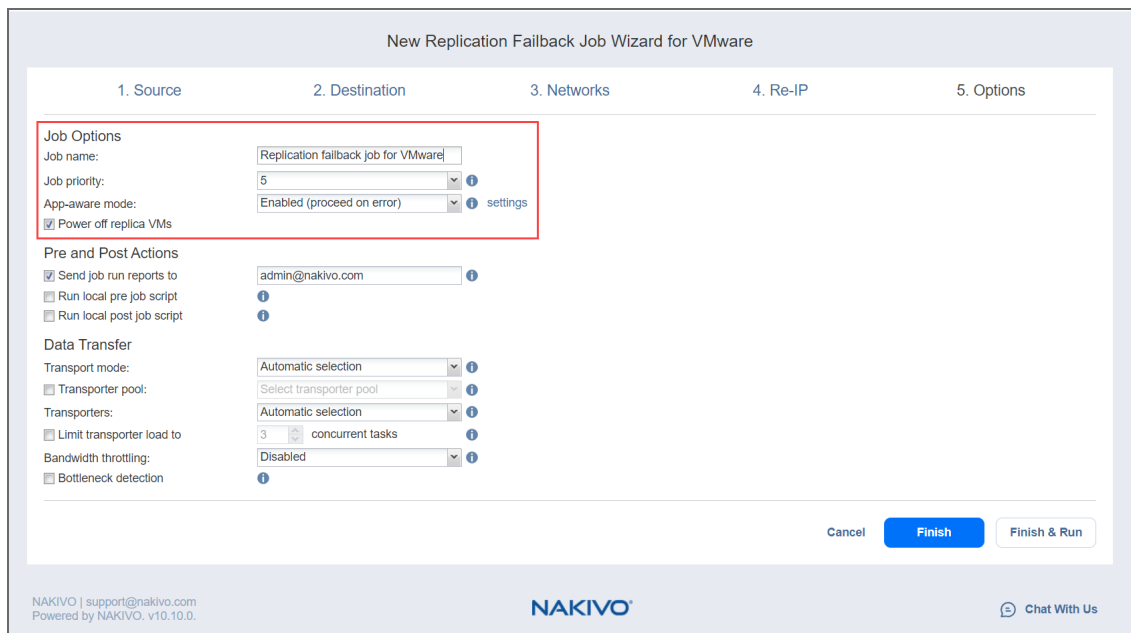 New Replication Failback Job Wizard for VMware
1. Source 2. Destination 3. Networks 4. Re-IP 5. Options
Job Options
Job name: Replication failback job for VMware
Job priority: 5
App-aware mode: Enabled (proceed on error) settings
Power off replica VMs
Pre and Post Actions
Send job run reports to admin@nakivo.com
Run local pre job script
Run local post job script
Data Transfer
Transport mode: Automatic selection
Transporter pool: Select transporter pool
Transporters: Automatic selection
Limit transporter load to 3 concurrent tasks
Bandwidth throttling: Disabled
Bottleneck detection
Cancel Finish Finish & Run
NAKIVO | support@nakivo.com
Powered by NAKIVO. v10.10.0.
NAKIVO®
Chat With Us